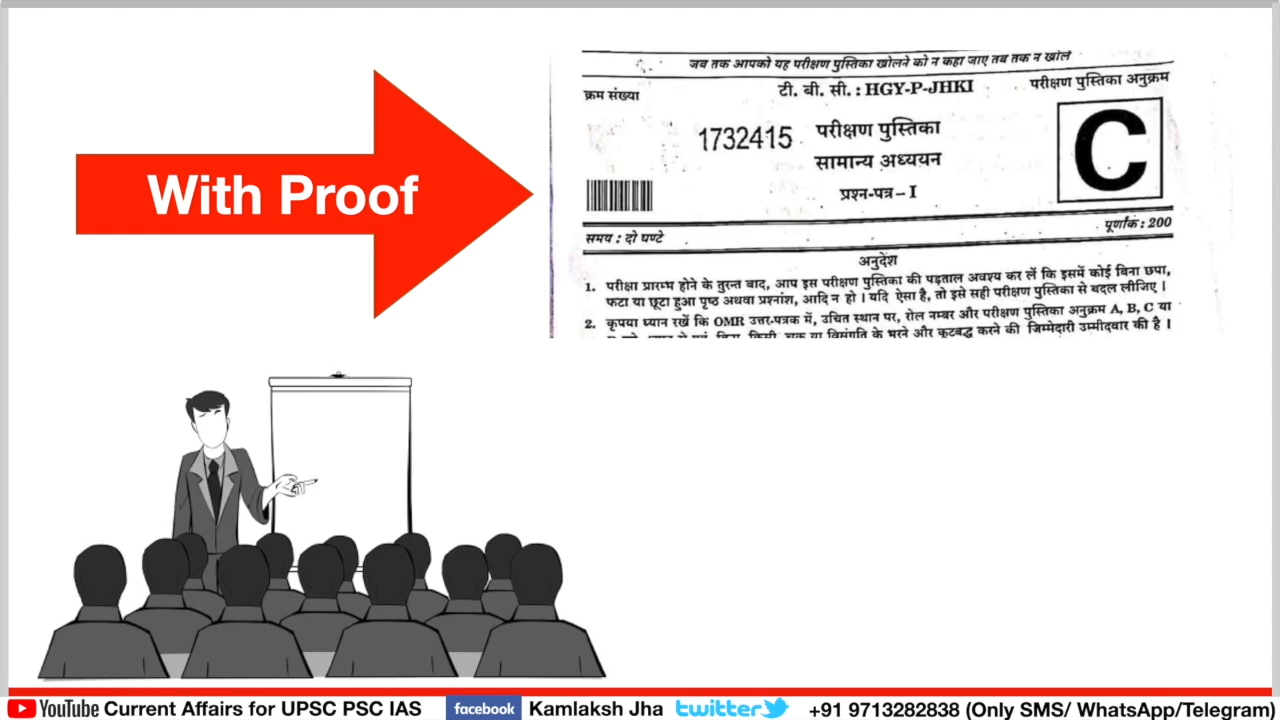 With Proof
जब तक आपको यह परीक्षण पुस्तिका खोलने को न कहा जाए तब तक न खोलें
क्रम संख्या
टी. बी. सी. : HGY-P-JHKI
परीक्षण पुस्तिका अनुक्रम
1732415
परीक्षण पुस्तिका
सामान्य अध्ययन
प्रश्न-पत्र – I
C
समय : दो घण्टे
पूर्णांक : 200
अनुदेश
1. परीक्षा प्रारम्भ होने के तुरन्त बाद, आप इस परीक्षण पुस्तिका की पड़ताल अवश्य कर लें कि इसमें कोई बिना छपा,
फटा या छूटा हुआ पृष्ठ अथवा प्रश्नांश, आदि न हो । यदि ऐसा है, तो इसे सही परीक्षण पुस्तिका से बदल लीजिए ।
2. कृपया ध्यान रखें कि OMR उत्तर-पत्रक में, उचित स्थान पर, रोल नम्बर और परीक्षण पुस्तिका अनुक्रम A, B, C या
चूक या विसंगति के भरने और कूटबद्ध करने की जिम्मेदारी उम्मीदवार की है ।
YouTube Current Affairs for UPSC PSC IAS facebook Kamlaksh Jha twitter +91 9713282838 (Only SMS/ WhatsApp/Telegram)